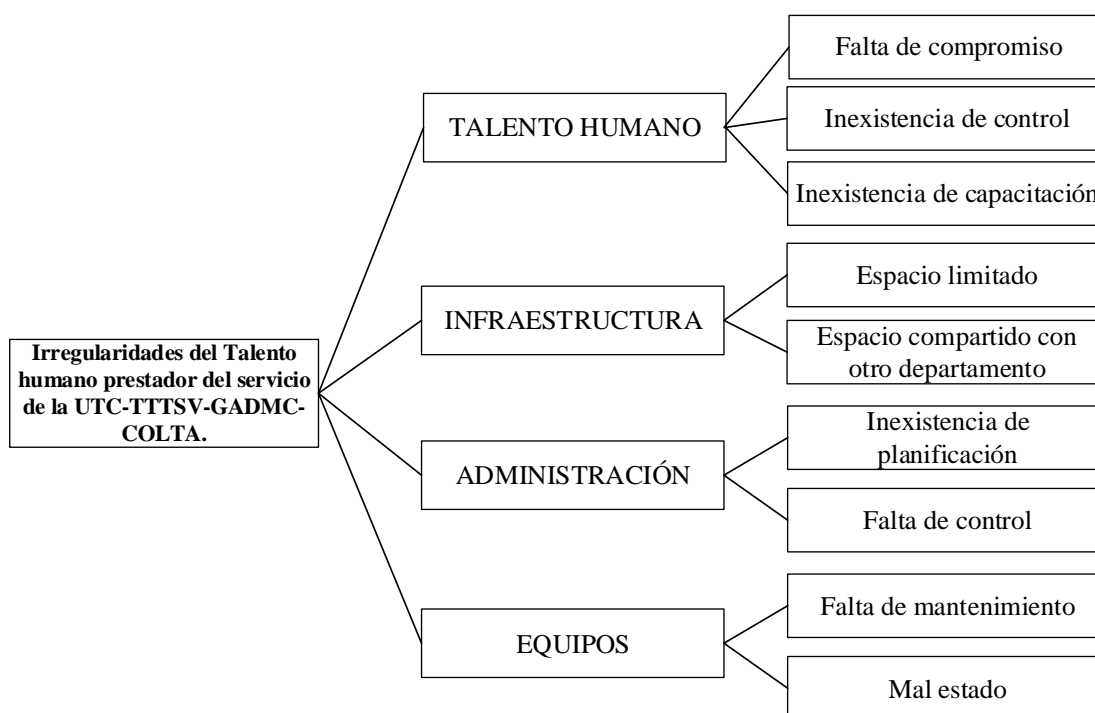 Falta de compromiso
TALENTO HUMANO
Inexistencia de control
Inexistencia de capacitación
Espacio limitado
INFRAESTRUCTURA
Espacio compartido con
otro departamento
Irregularidades del Talento
humano prestador del servicio
de la UTC-TTTSV-GADMC-
COLTA.
Inexistencia de
planificación
ADMINISTRACIÓN
Falta de control
Falta de mantenimiento
EQUIPOS
Mal estado